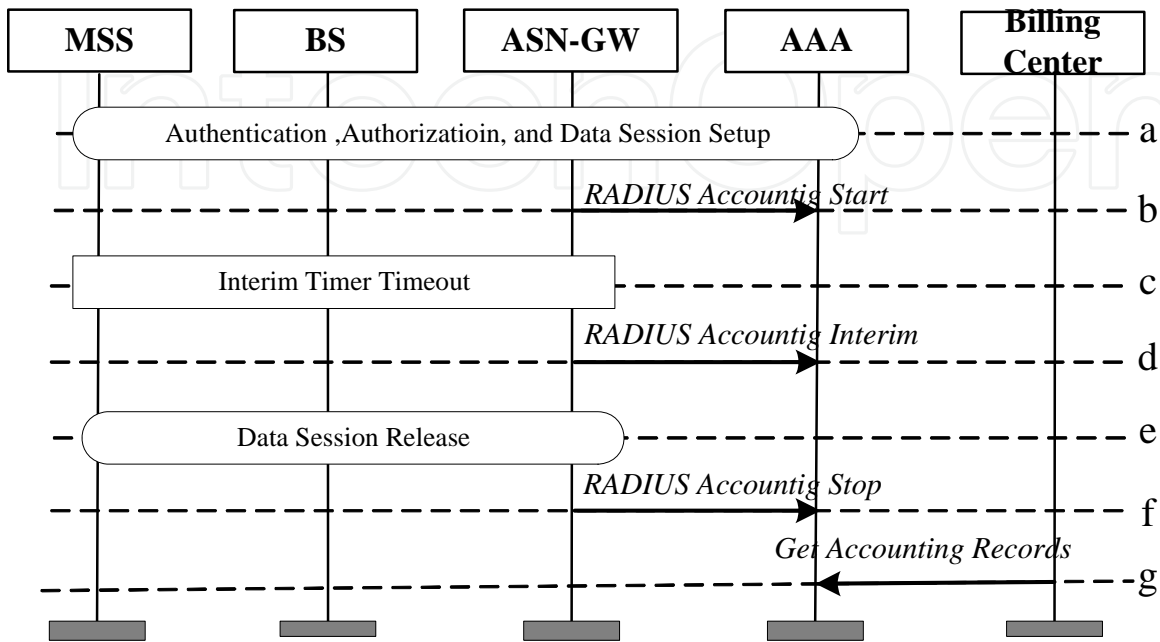 MSS
BS
ASN-GW
AAA
Billing
Center
IntechOpen
Authentication ,Authorizatioin, and Data Session Setup
a
RADIUS Accountig Start
b
Interim Timer Timeout
c
RADIUS Accountig Interim
d
Data Session Release
e
RADIUS Accountig Stop
f
Get Accounting Records
g